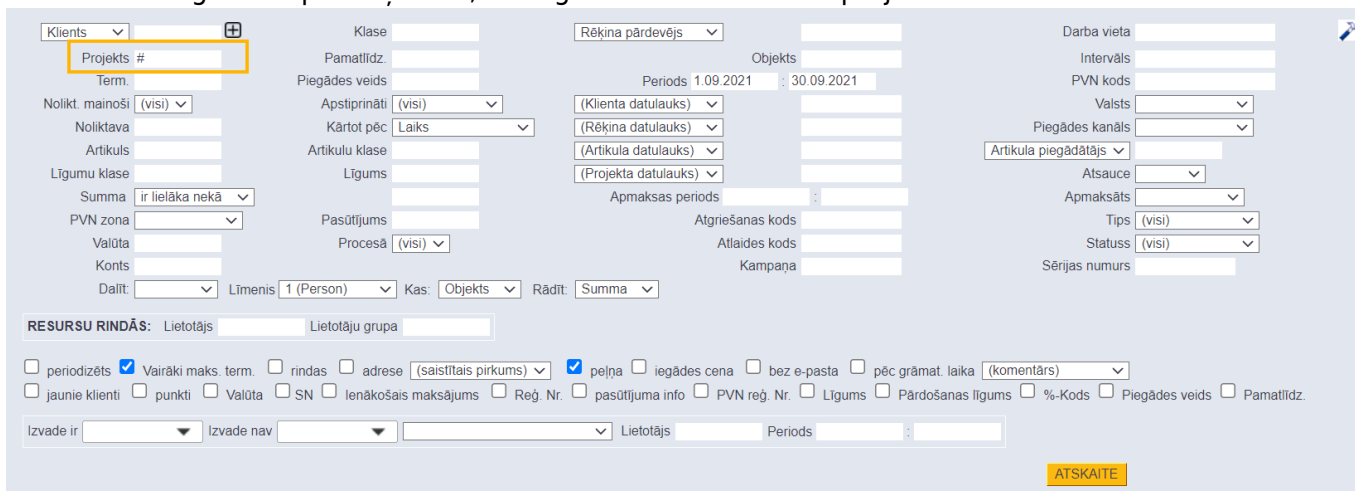 Klients Klase Rēķina pārdevējs Darba vieta
Projekts # Pamatlīdz. Objekts Intervāls
Term. Piegādes veids Periods 1.09.2021 : 30.09.2021 PVN kods
Nolikt. mainoši (visi) Apstiprināti (visi) (Klienta datulauks) Valsts
Noliktava Kārtot pēc Laiks (Rēķina datulauks) Piegādes kanāls
Artikuls Artikulu klase (Artikula datulauks) Artikula piegādātājs
Līgumu klase Līgums (Projekta datulauks) Atsauce
Summa ir lielāka nekā Apmaksas periods : Apmaksāts
PVN zona Pasūtījums Atgriešanas kods Tips (visi)
Valūta Procesā (visi) Atlaides kods Statuss (visi)
Konts Kampaņa Sērijas numurs
Dalīt: Līmenis 1 (Person) Kas: Objekts Rādīt: Summa
RESURSU RINDĀS: Lietotājs Lietotāju grupa
periodizēts Vairāki maks. term. rindas adrese (saistītais pirkums) peļņa iegādes cena bez e-pasta pēc grāmat. laika (komentārs)
jaunie klienti punkti Valūta SN Ienākošais maksājums Reģ. Nr. pasūtījuma info PVN reģ. Nr. Līgums Pārdošanas līgums %-Kods Piegādes veids Pamatlīdz.
Izvade ir Izvade nav Lietotājs Periods :
ATSKAITE